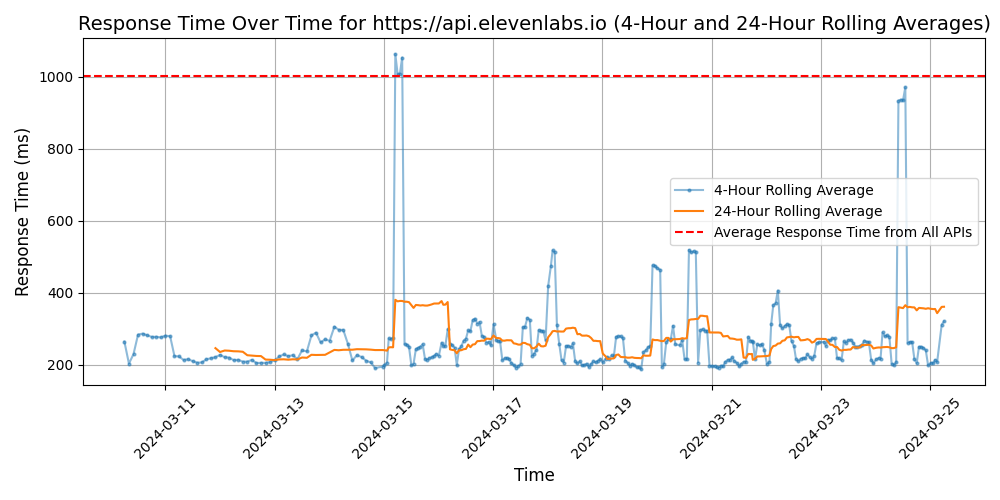 Response Time Over Time for https://api.elevenlabs.io (4-Hour and 24-Hour Rolling Averages)
Response Time (ms)
1000
800
600
400
200
4-Hour Rolling Average
24-Hour Rolling Average
Average Response Time from All APIs
2024-03-11
2024-03-13
2024-03-15
2024-03-17
2024-03-19
2024-03-21
2024-03-23
2024-03-25
Time